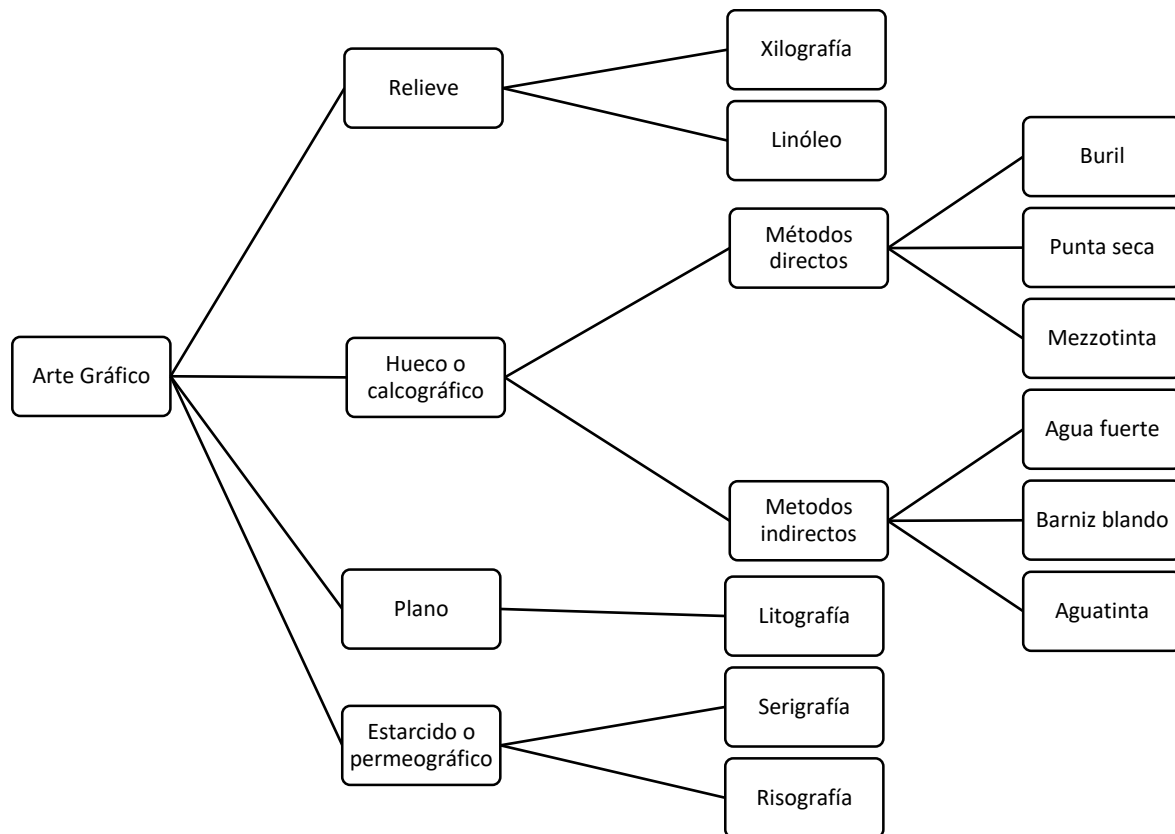 Arte Gráfico
Relieve
Xilografía
Linóleo
Hueco o
calcográfico
Métodos
directos
Buril
Punta seca
Mezzotinta
Metodos
indirectos
Agua fuerte
Barniz blando
Aguatinta
Plano
Litografía
Estarcido o
permeográfico
Serigrafía
Risografía